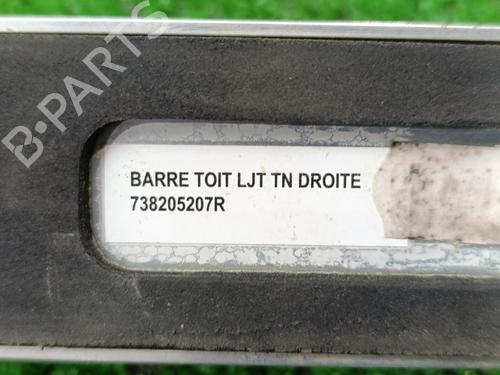 B-PARTS
BARRE TOIT LJT TN DROITE
738205207R